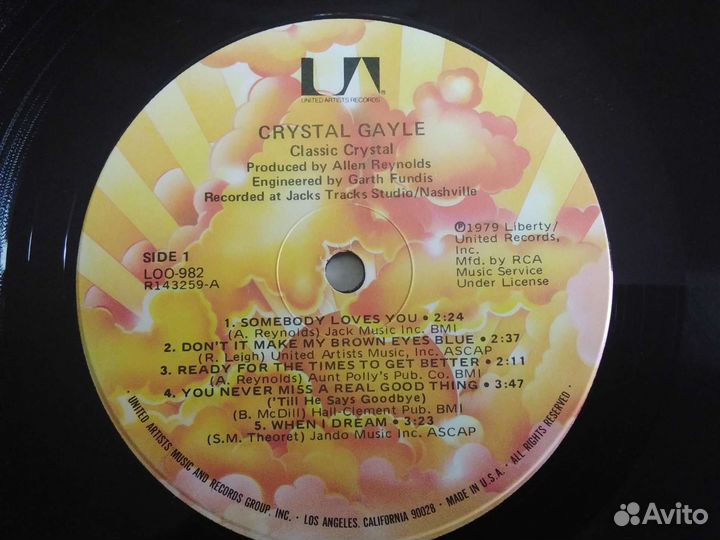 UA
UNITED ARTISTS RECORDS
®
CRYSTAL GAYLE
Classic Crystal
Produced by Allen Reynolds
Engineered by Garth Fundis
Recorded at Jacks Tracks Studio/Nashville
SIDE 1
LOO-982
R143259-A
℗1979 Liberty/
United Records,
Inc.
Mfd. by RCA
Music Service
Under License
1. SOMEBODY LOVES YOU • 2:24
(A. Reynolds) Jack Music Inc. BMI
2. DON'T IT MAKE MY BROWN EYES BLUE • 2:37
(R. Leigh) United Artists Music, Inc. ASCAP
3. READY FOR THE TIMES TO GET BETTER • 2:11
(A. Reynolds) Aunt Polly's Pub. Co. BMI
4. YOU NEVER MISS A REAL GOOD THING • 3:47
('Till He Says Goodbye)
(B. McDill) Hall-Clement Pub. BMI
5. WHEN I DREAM • 3:23
(S.M. Theoret) Jando Music Inc. ASCAP
• UNITED ARTISTS MUSIC AND RECORDS GROUP, INC. • LOS ANGELES, CALIFORNIA 90028 • MADE IN U.S.A. • ALL RIGHTS RESERVED •
Avito